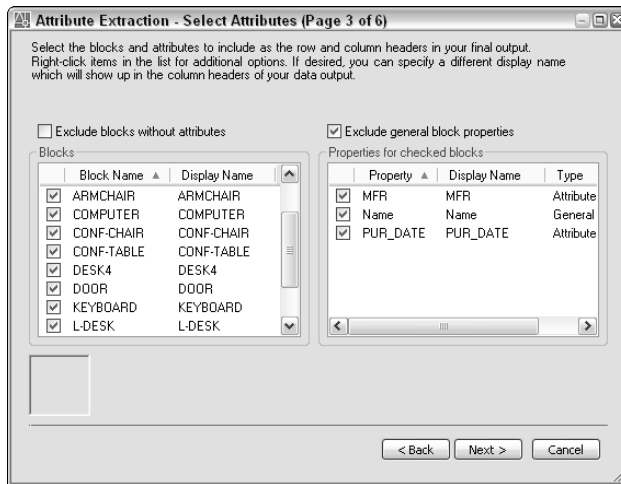 Attribute Extraction - Select Attributes (Page 3 of 6)
Select the blocks and attributes to include as the row and column headers in your final output.
Right-click items in the list for additional options. If desired, you can specify a different display name
which will show up in the column headers of your data output.
Exclude blocks without attributes
Exclude general block properties
Blocks
Block Name Display Name
ARMCHAIR ARMCHAIR
COMPUTER COMPUTER
CONF-CHAIR CONF-CHAIR
CONF-TABLE CONF-TABLE
DESK4 DESK4
DOOR DOOR
KEYBOARD KEYBOARD
L-DESK L-DESK
Properties for checked blocks
Property Display Name Type
MFR MFR Attribute
Name Name General
PUR_DATE PUR_DATE Attribute
< Back Next > Cancel